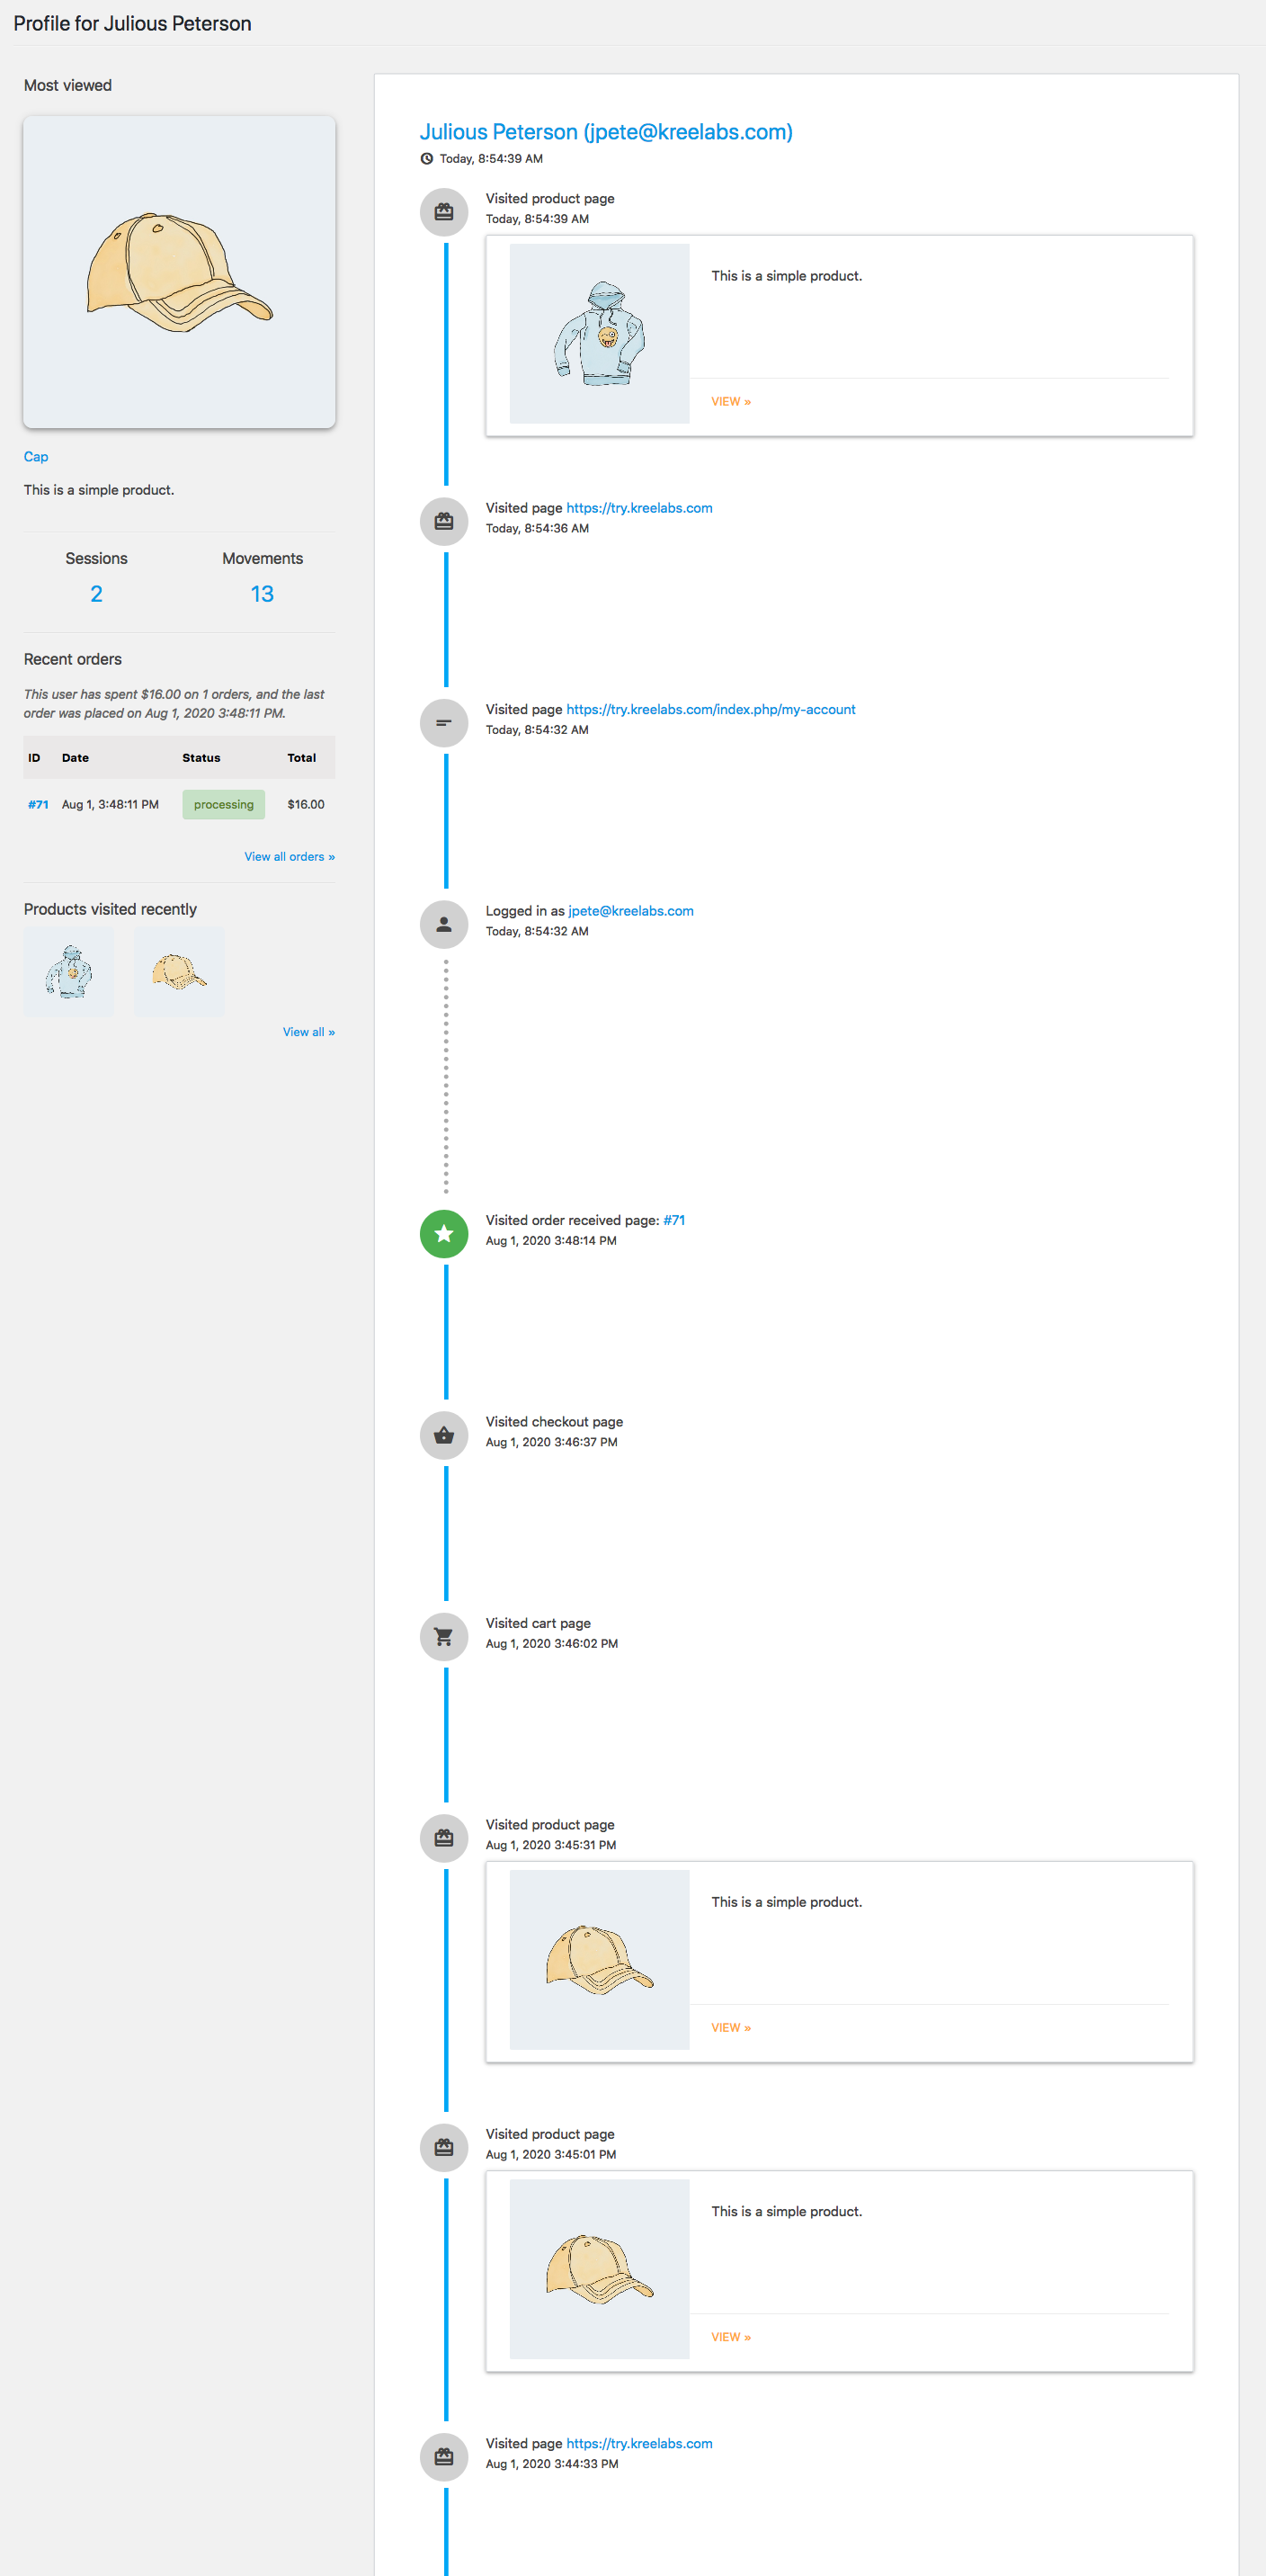 Profile for Julious Peterson
Most viewed
Cap
This is a simple product.
Sessions
Movements
2
13
Recent orders
This user has spent $16.00 on 1 orders, and the last
order was placed on Aug 1, 2020 3:48:11 PM.
ID Date Status Total
#71 Aug 1, 3:48:11 PM processing $16.00
View all orders »
Products visited recently
View all »
Julious Peterson (jpete@kreelabs.com)
Today, 8:54:39 AM
Visited product page
Today, 8:54:39 AM
This is a simple product.
VIEW »
Visited page https://try.kreelabs.com
Today, 8:54:36 AM
Visited page https://try.kreelabs.com/index.php/my-account
Today, 8:54:32 AM
Logged in as jpete@kreelabs.com
Today, 8:54:32 AM
Visited order received page: #71
Aug 1, 2020 3:48:14 PM
Visited checkout page
Aug 1, 2020 3:46:37 PM
Visited cart page
Aug 1, 2020 3:46:02 PM
Visited product page
Aug 1, 2020 3:45:31 PM
This is a simple product.
VIEW »
Visited product page
Aug 1, 2020 3:45:01 PM
This is a simple product.
VIEW »
Visited page https://try.kreelabs.com
Aug 1, 2020 3:44:33 PM